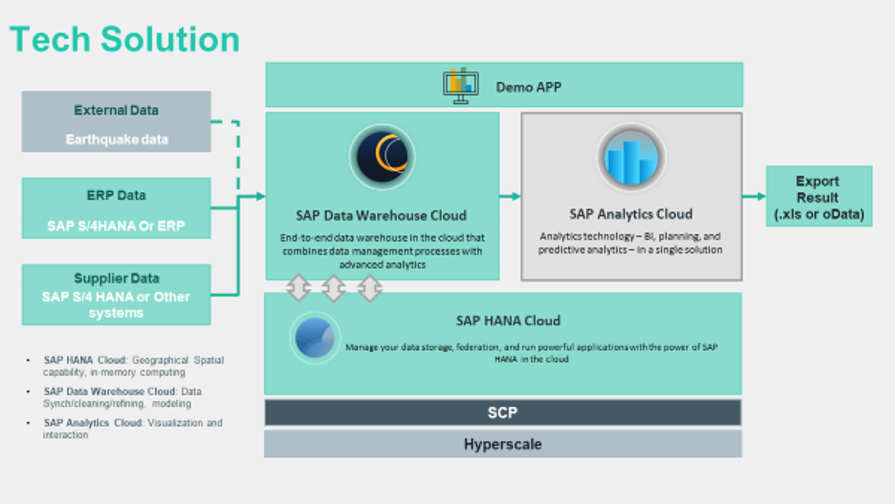 Tech Solution
External Data
Earthquake data
ERP Data
SAP S/4HANA Or ERP
Supplier Data
SAP S/4 HANA or Other
systems
Demo APP
SAP Data Warehouse Cloud
End-to-end data warehouse in the cloud that
combines data management processes with
advanced analytics
SAP Analytics Cloud
Analytics technology – BI, planning, and
predictive analytics – in a single solution
Export
Result
(.xls or oData)
SAP HANA Cloud
Manage your data storage, federation, and run powerful applications with the power of SAP
HANA in the cloud
SCP
Hyperscale
• SAP HANA Cloud: Geographical Spatial
capability, in-memory computing
• SAP Data Warehouse Cloud: Data
Synch/cleaning/refining, modeling
• SAP Analytics Cloud: Visualization and
interaction